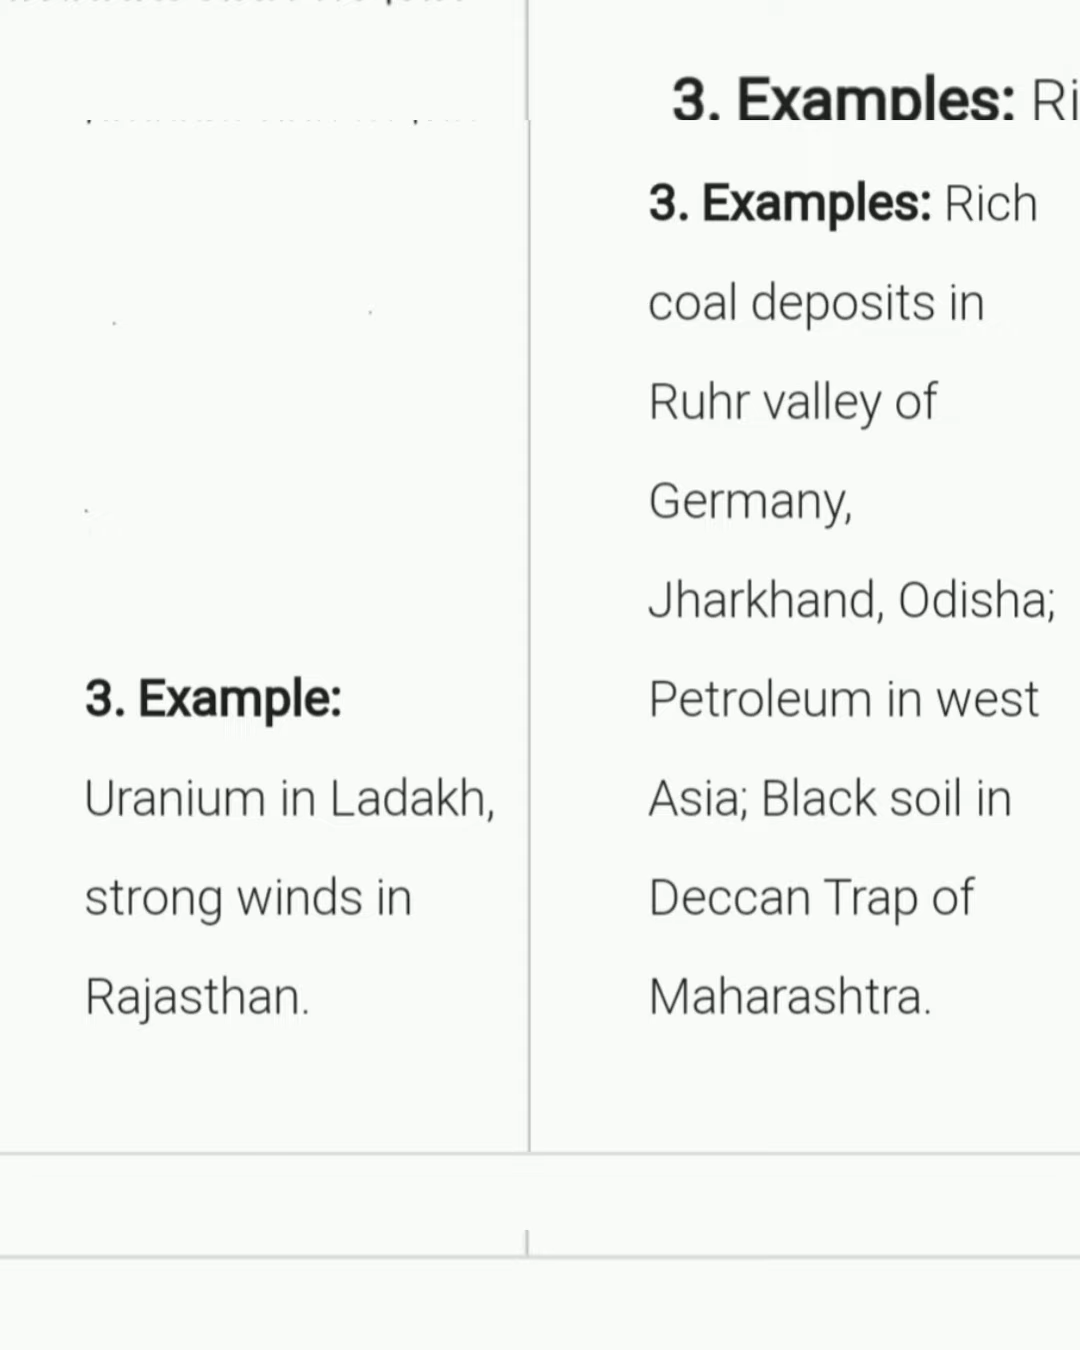 3. Examples: Ri
3. Examples: Rich
coal deposits in
Ruhr valley of
Germany,
Jharkhand, Odisha;
Petroleum in west
Asia; Black soil in
Deccan Trap of
Maharashtra.
3. Example:
Uranium in Ladakh,
strong winds in
Rajasthan.